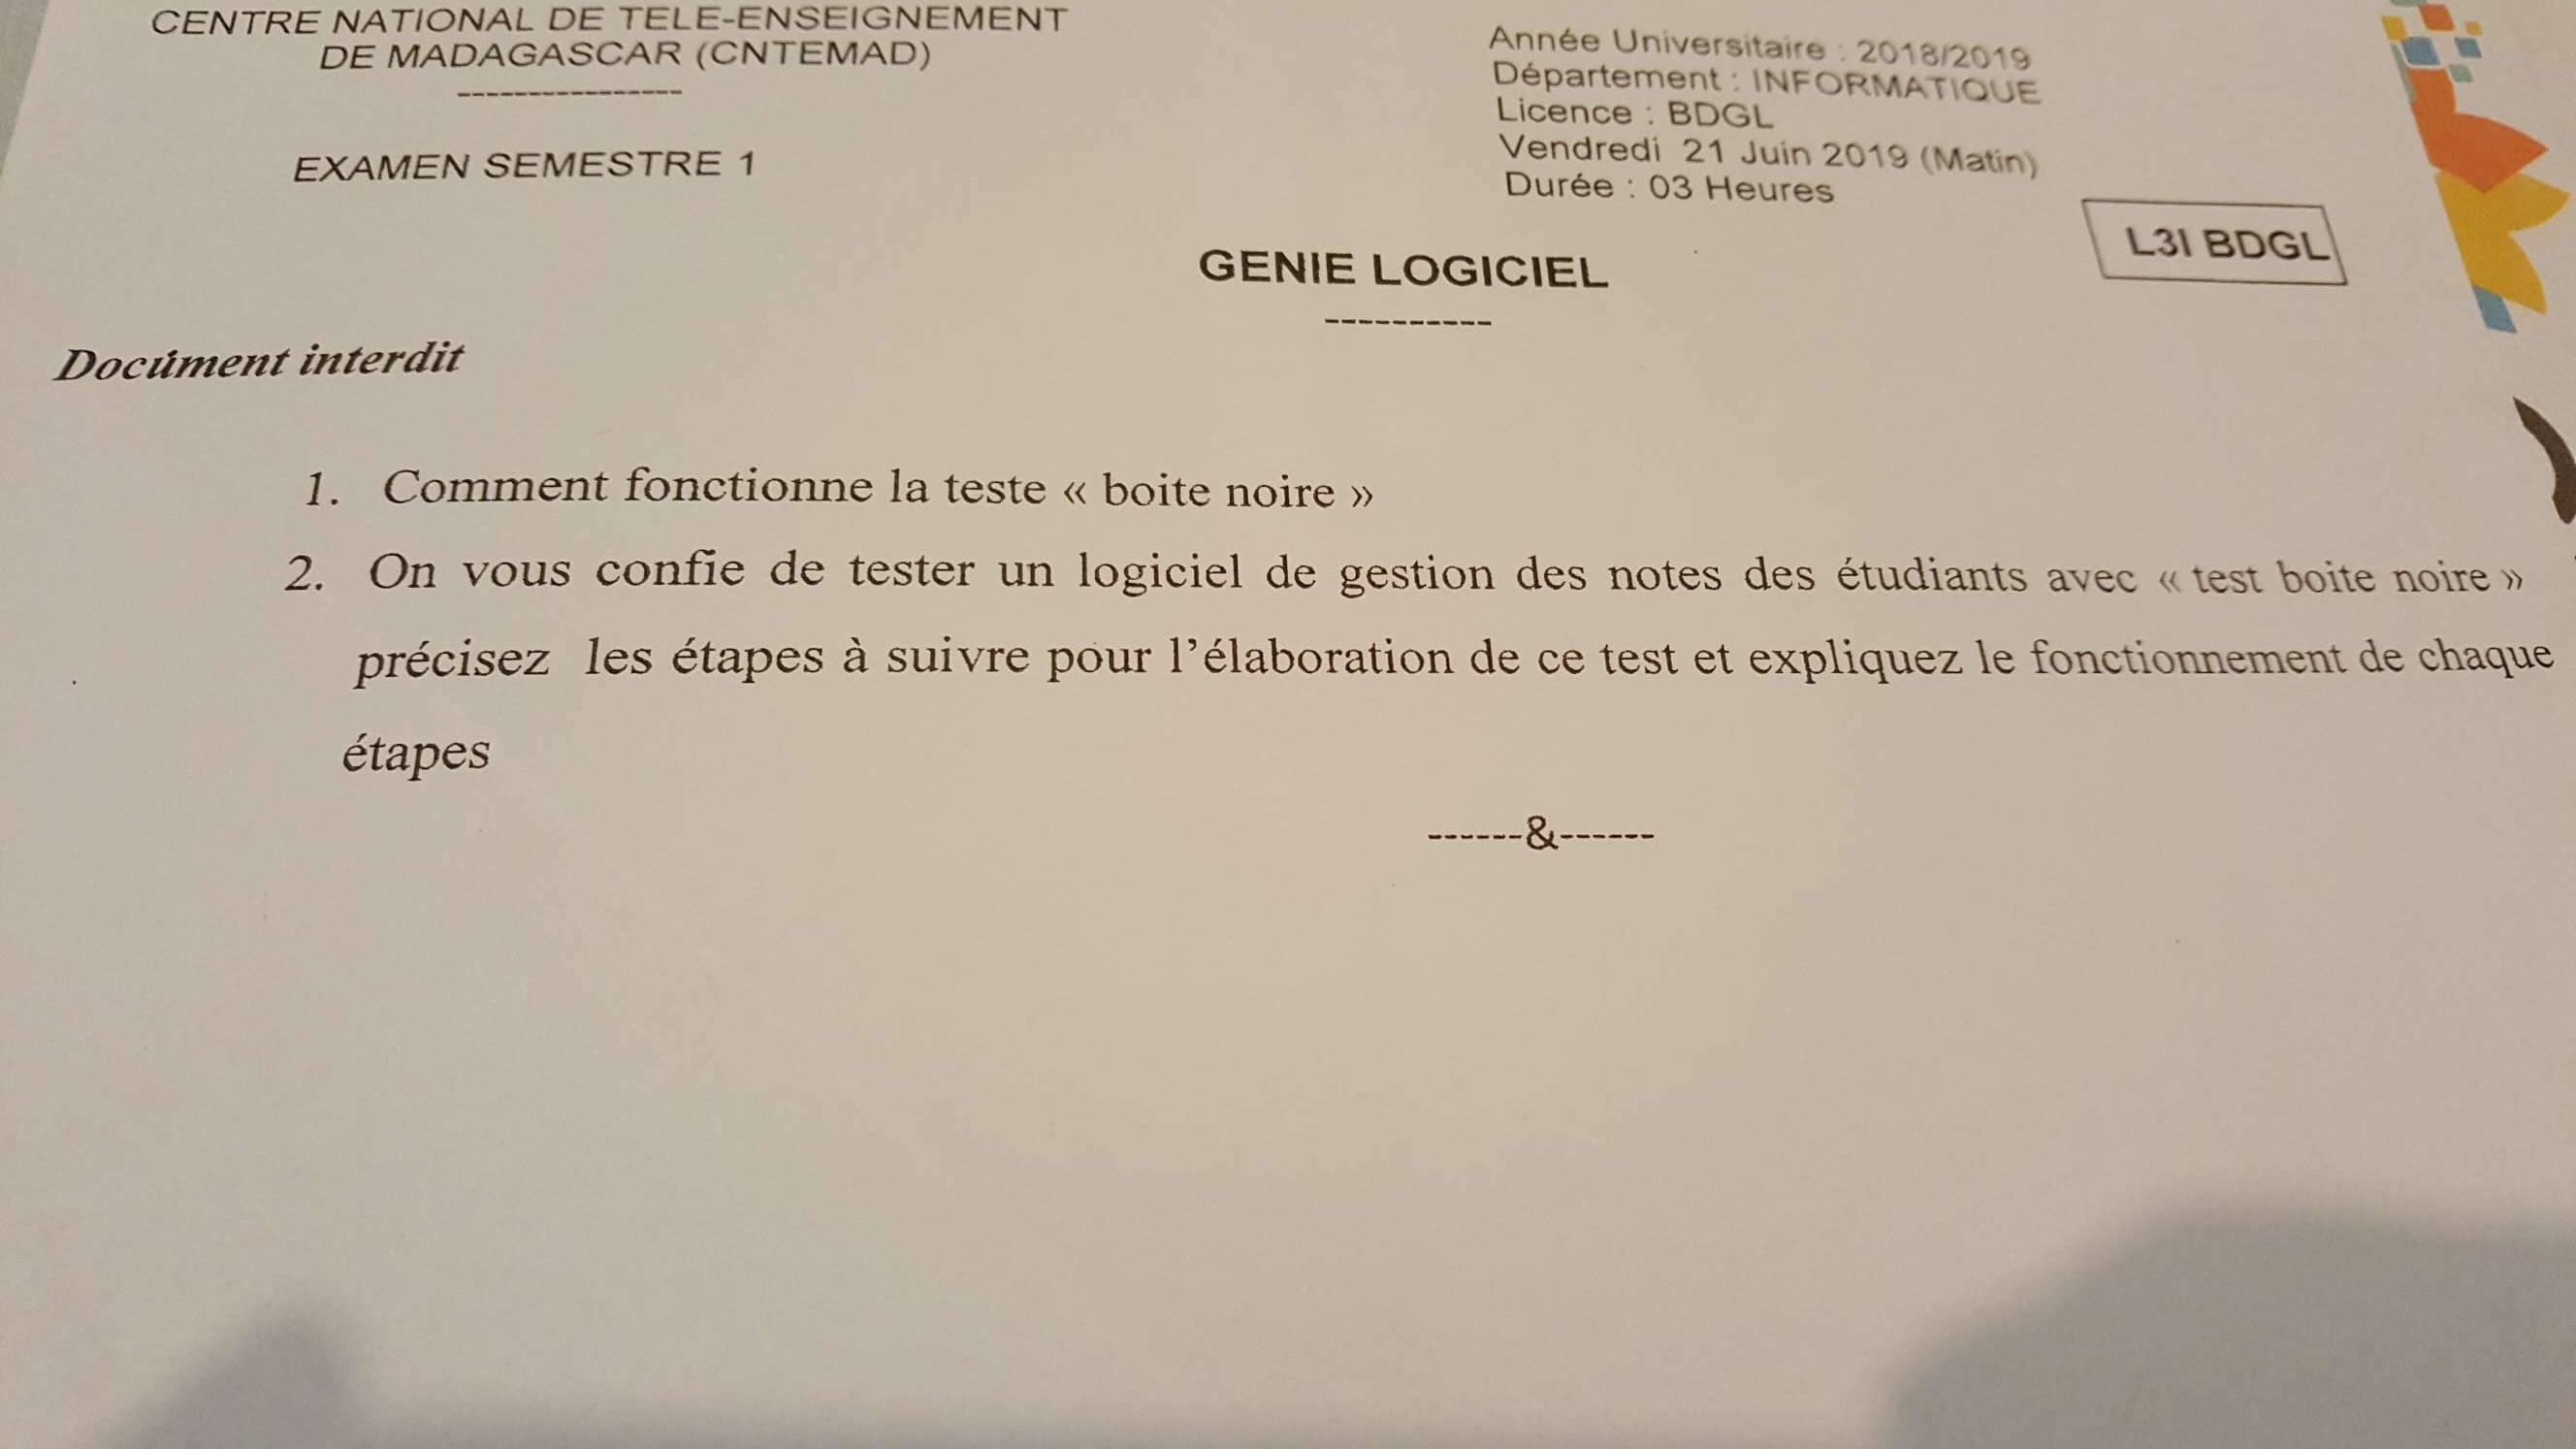 CENTRE NATIONAL DE TELE-ENSEIGNEMENT
DE MADAGASCAR (CNTEMAD)
----------------
EXAMEN SEMESTRE 1
Année Universitaire : 2018/2019
Département : INFORMATIQUE
Licence : BDGL
Vendredi 21 Juin 2019 (Matin)
Durée : 03 Heures
L3I BDGL
GENIE LOGICIEL
----------
Document interdit
1. Comment fonctionne la teste « boite noire »
2. On vous confie de tester un logiciel de gestion des notes des étudiants avec « test boite noire »
précisez les étapes à suivre pour l'élaboration de ce test et expliquez le fonctionnement de chaque
étapes
------&------